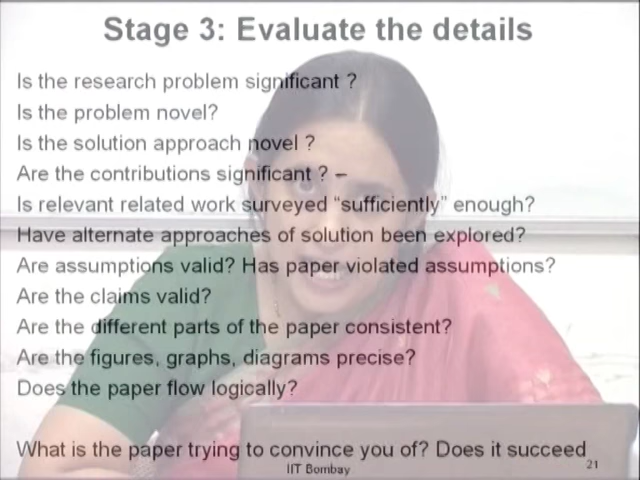 Stage 3: Evaluate the details
Is the research problem significant ?
Is the problem novel?
Is the solution approach novel ?
Are the contributions significant ? –
Is relevant related work surveyed “sufficiently” enough?
Have alternate approaches of solution been explored?
Are assumptions valid? Has paper violated assumptions?
Are the claims valid?
Are the different parts of the paper consistent?
Are the figures, graphs, diagrams precise?
Does the paper flow logically?
What is the paper trying to convince you of? Does it succeed
IIT Bombay
21